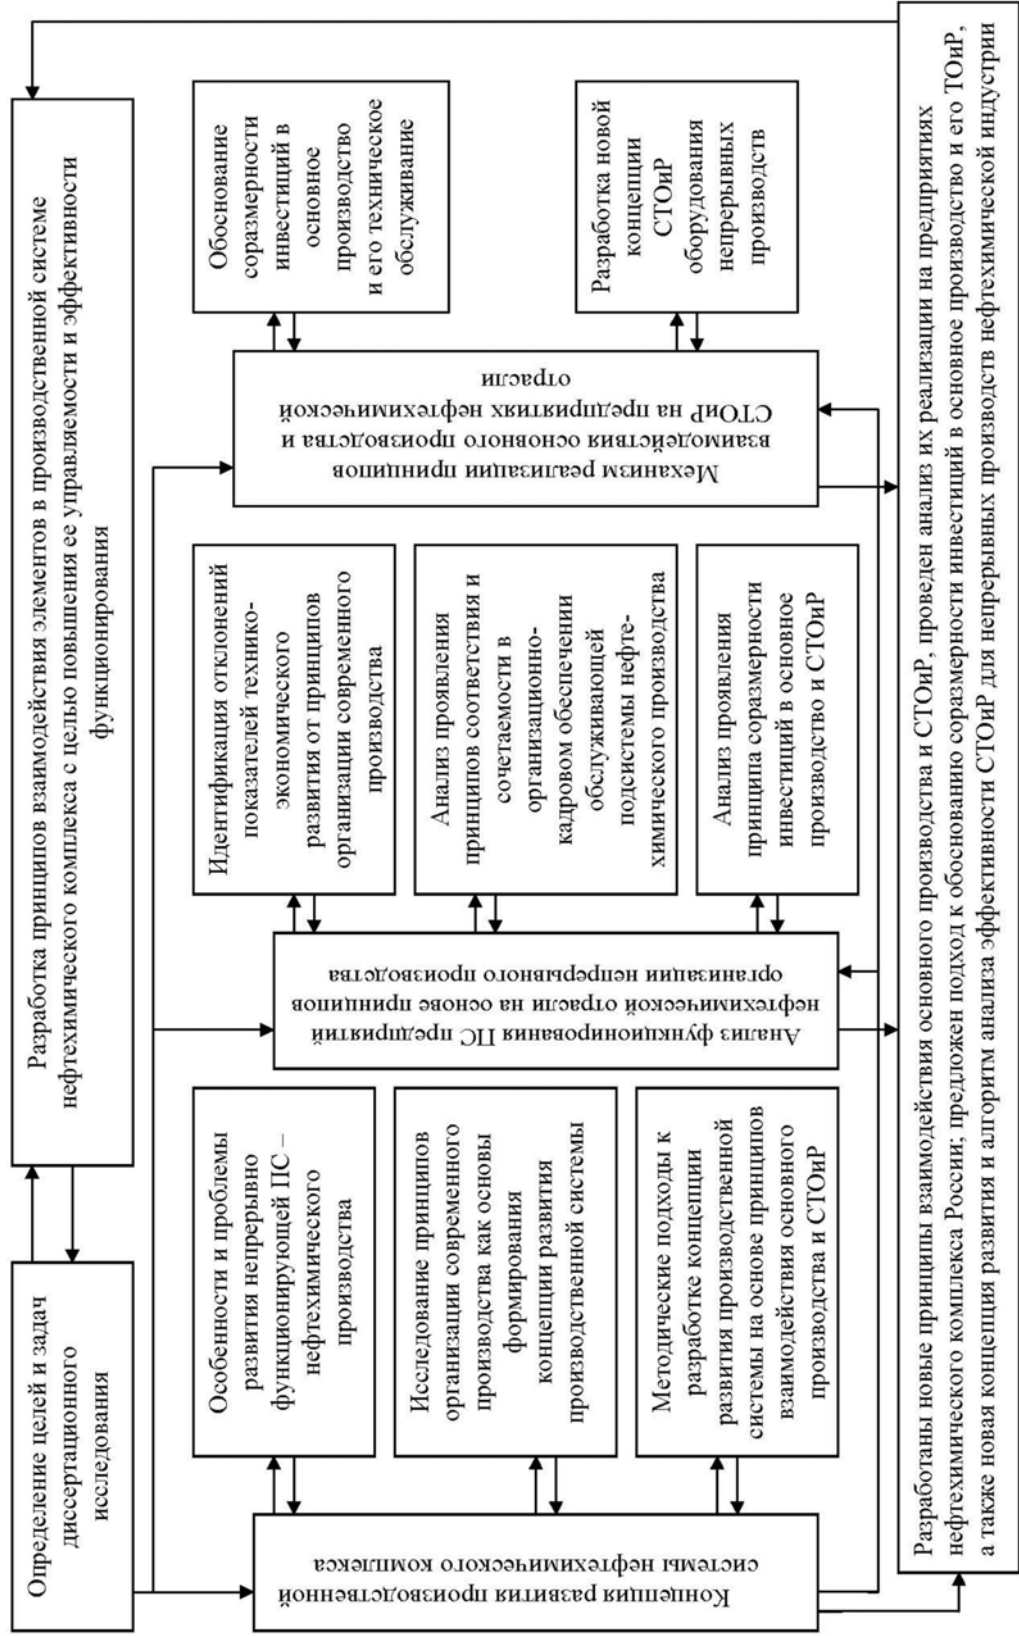 Определение целей и задач
диссертационного
исследования
Разработка принципов взаимодействия элементов в производственной системе
нефтехимического комплекса с целью повышения ее управляемости и эффективности
функционирования
Концепция развития производственной
системы нефтехимического комплекса
Особенности и проблемы
развития непрерывно
функционирующей ПС –
нефтехимического
производства
Исследование принципов
организации современного
производства как основы
формирования
концепции развития
производственной системы
Методические подходы к
разработке концепции
развития производственной
системы на основе принципов
взаимодействия основного
производства и СТОиР
Анализ функционирования ПС предприятий
нефтехимической отрасли на основе принципов
организации непрерывного производства
Идентификация отклонений
показателей технико-
экономического
развития от принципов
организации современного
производства
Анализ проявления
принципов соответствия и
сочетаемости в
организационно-
кадровом обеспечении
обслуживающей
подсистемы нефте-
химического производства
Анализ проявления
принципа соразмерности
инвестиций в основное
производство и СТОиР
Механизм реализации принципов
взаимодействия основного производства и
СТОиР на предприятиях нефтехимической
отрасли
Обоснование
соразмерности
инвестиций в
основное
производство
и его техническое
обслуживание
Разработка новой
концепции
СТОиР
оборудования
непрерывных
производств
Разработаны новые принципы взаимодействия основного производства и СТОиР, проведен анализ их реализации на предприятиях
нефтехимического комплекса России; предложен подход к обоснованию соразмерности инвестиций в основное производство и его ТОиР,
а также новая концепция развития и алгоритм анализа эффективности СТОиР для непрерывных производств нефтехимической индустрии